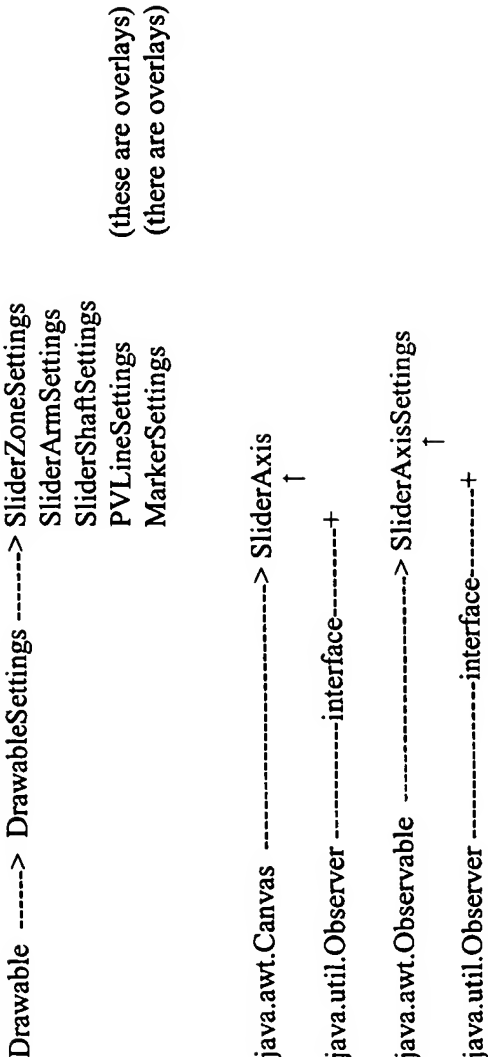 Drawable ------> DrawableSettings --------> SliderZoneSettings
SliderArmSettings
SliderShaftSettings
PVLineSettings (these are overlays)
MarkerSettings (there are overlays)
java.awt.Canvas ------------------------------> SliderAxis
↑
java.util.Observer --------------interface----------+
java.awt.Observable ------------------------------> SliderAxisSettings
↑
java.util.Observer ------------------interface----------+